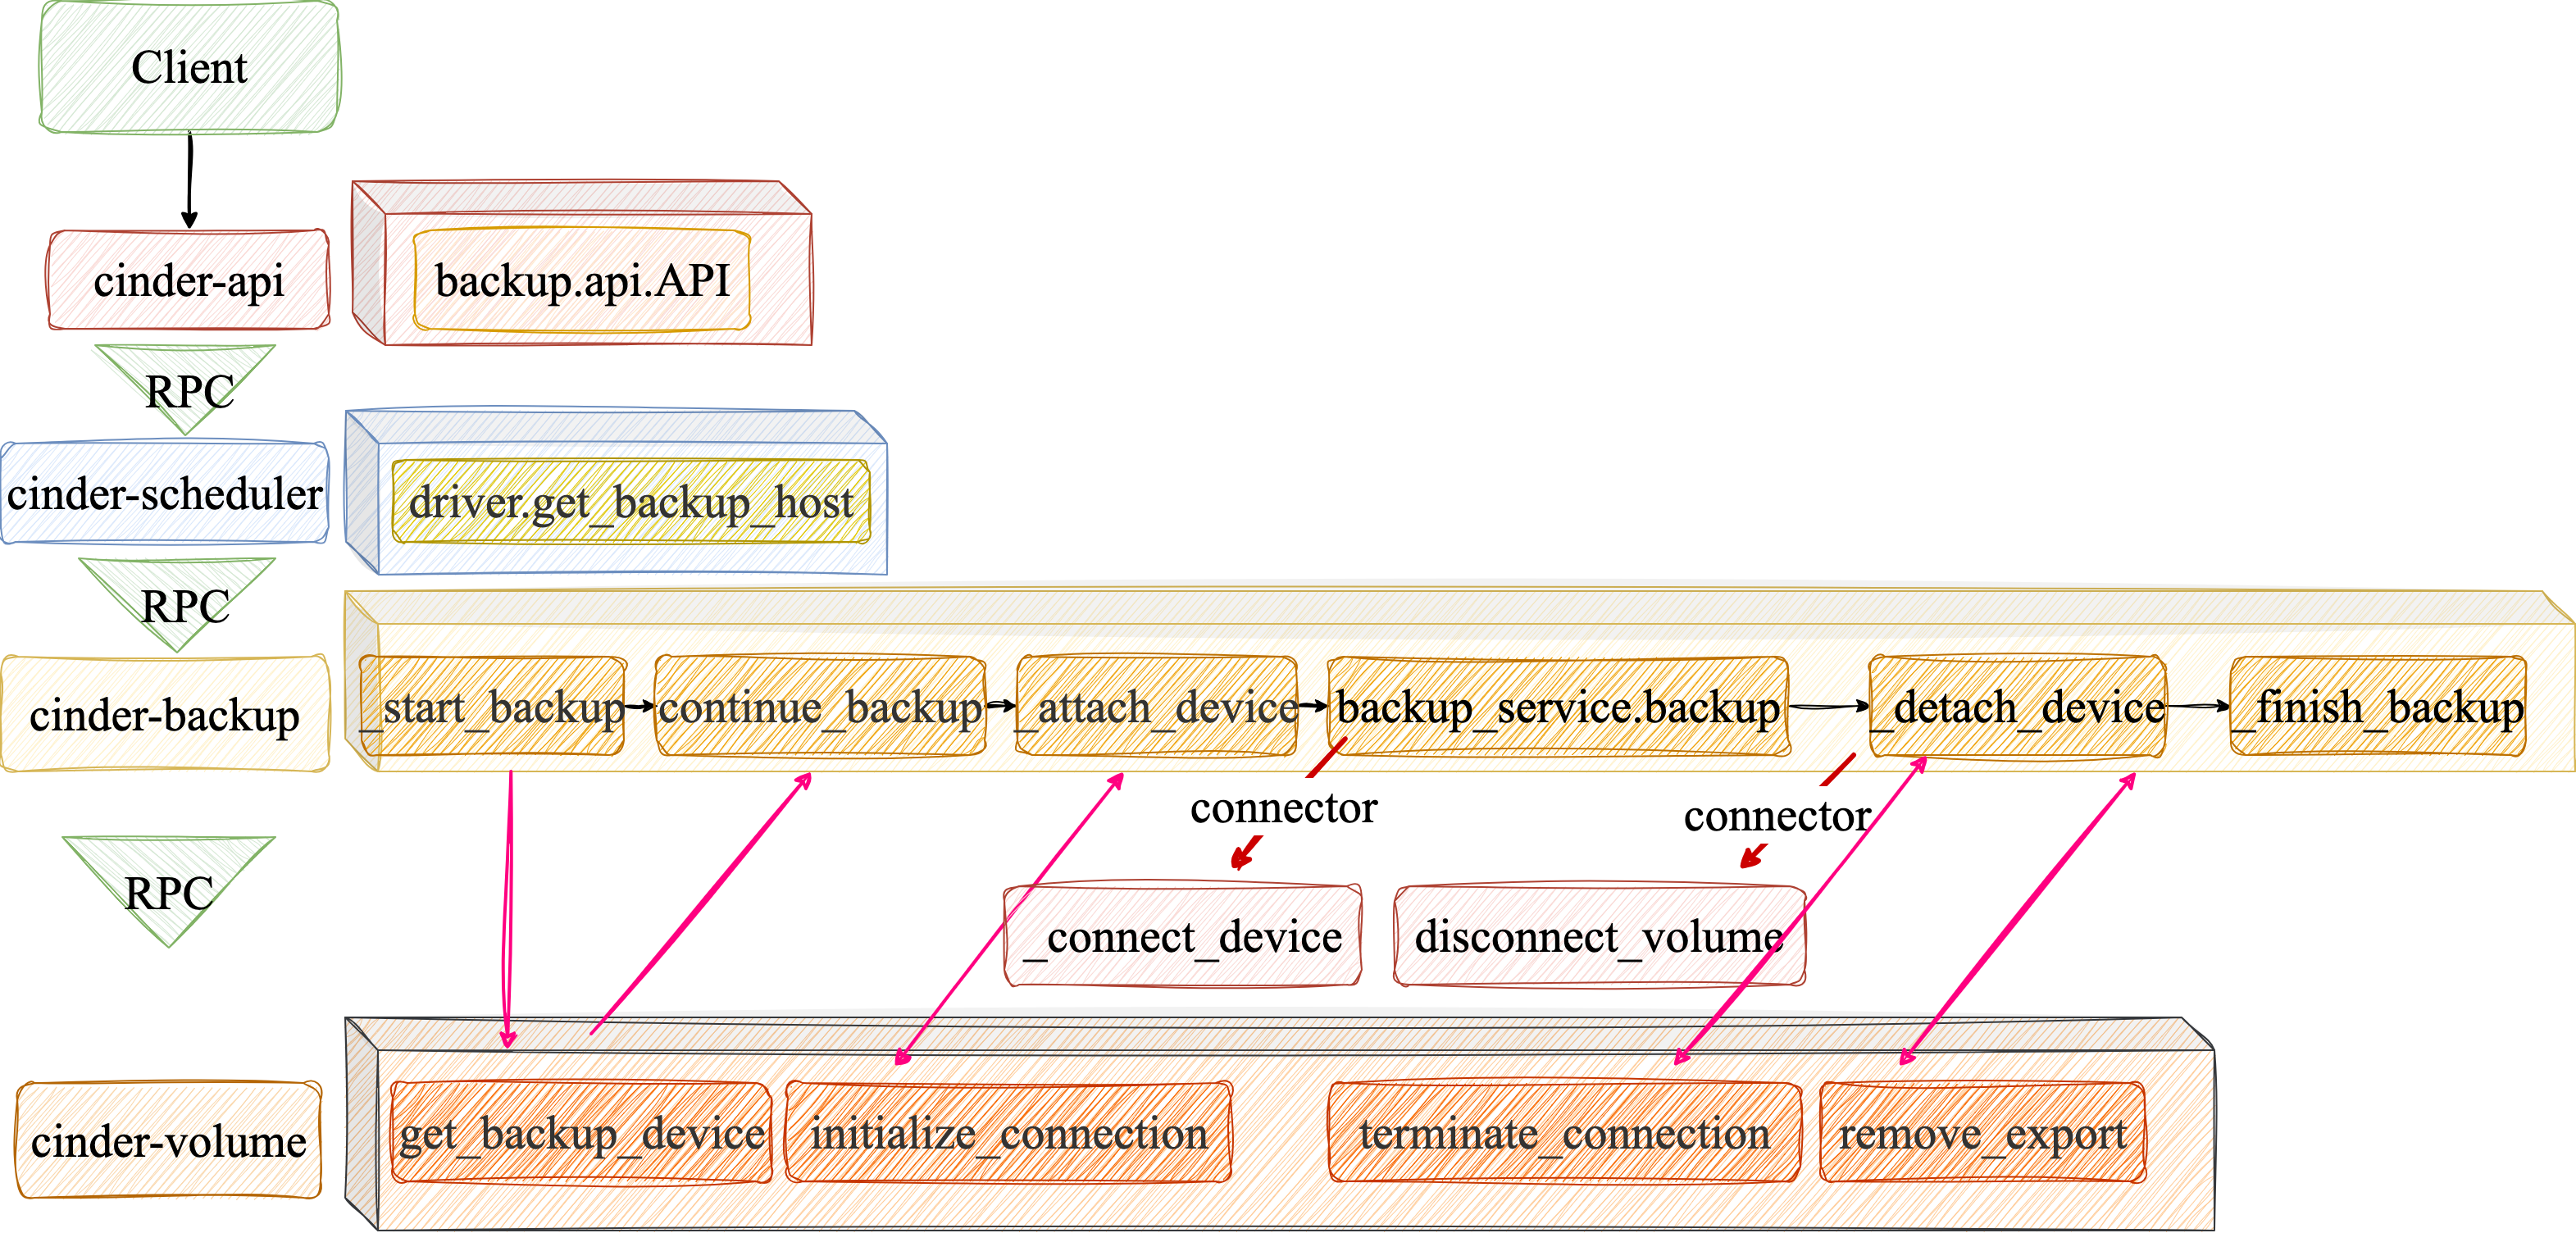 Client
cinder-api
backup.api.API
RPC
cinder-scheduler
driver.get_backup_host
RPC
cinder-backup
_start_backup
continue_backup
_attach_device
backup_service.backup
_detach_device
_finish_backup
connector
connector
RPC
_connect_device
disconnect_volume
cinder-volume
get_backup_device
initialize_connection
terminate_connection
remove_export